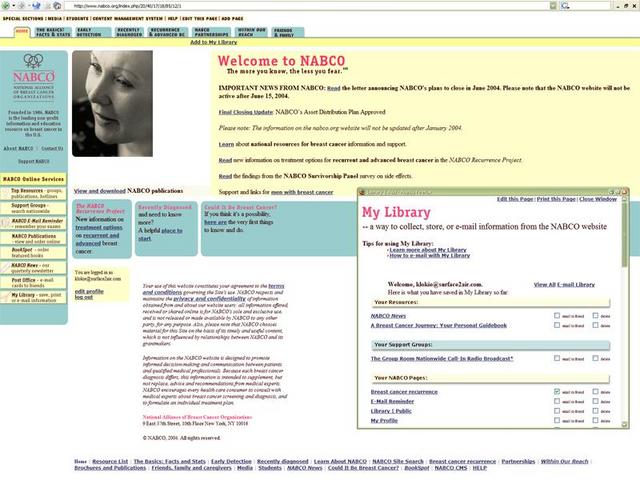 http://www.nabco.org/index.php/20/40/17/18/85/12/1
SPECIAL SECTIONS | MEDIA | STUDENTS | CONTENT MANAGEMENT SYSTEM | HELP | EDIT THIS PAGE | ADD PAGE
HOME
THE BASICS: FACTS & STATS
EARLY DETECTION
RECENTLY DIAGNOSED
RECURRENCE & ADVANCED BC
NABCO PARTNERSHIPS
WITHIN OUR REACH
FRIENDS & FAMILY
Add to My Library
NABCO
NATIONAL ALLIANCE
OF BREAST CANCER
ORGANIZATIONS
Founded in 1986, NABCO
is the leading non-profit
information and education
resource on breast cancer in
the U.S.
About NABCO | Contact Us
Support NABCO
NABCO Online Services
Top Resources - groups,
publications, hotlines
Support Groups -
search nationwide
NABCO E-Mail Reminder
- remember your exams
NABCO Publications
- view and order online
BookSpot - order
featured books
NABCO News - our
quarterly newsletter
Post Office - e-mail
cards to friends
My Library - save, print
or e-mail information
Welcome to NABCO
The more you know, the less you fear.
IMPORTANT NEWS FROM NABCO: Read the letter announcing NABCO's plans to close in June 2004. Please note that the NABCO website will not be
active after June 15, 2004.
Final Closing Update: NABCO's Asset Distribution Plan Approved
Please note: The information on the nabco.org website will not be updated after January 2004.
Learn about national resources for breast cancer information and support.
Read new information on treatment options for recurrent and advanced breast cancer in the NABCO Recurrence Project.
Read the findings from the NABCO Survivorship Panel survey on side effects.
Support and links for men with breast cancer
View and download NABCO publications
The NABCO
Recurrence Project
New information on
treatment options
on recurrent and
advanced breast
cancer.
Recently Diagnosed
and need to know
more?
A helpful place to
start.
Could It Be Breast Cancer?
If you think it's a possibility,
here are the very first things
to know and do.
You are logged in as
klokie@surface2air.com
edit profile
log out
Your use of this website constitutes your agreement to the terms
and conditions governing the Site's use. NABCO respects and
maintains the privacy and confidentiality of information
obtained from and about our website users: all information offered,
received or shared online is for NABCO's sole and exclusive use,
and is not released or made available by NABCO to any other
party, for any purpose. Also, please note that NABCO chooses
material for this Site on the basis of its timely and useful content,
which is not influenced by relationships between NABCO and its
grantmakers.
Information on the NABCO website is designed to promote
informed decision-making and communication between patients
and qualified medical professionals. Because each breast cancer
diagnosis differs, this information is intended to supplement, but
not replace, advice and recommendations from medical experts.
NABCO encourages every health care consumer to consult with
medical experts about breast cancer screening and diagnosis, and
to formulate an individual treatment plan.
National Alliance of Breast Cancer Organizations
9 East 37th Street, 10th Floor New York, NY 10016
© NABCO, 2004. All rights reserved.
Edit this Page | Print this Page | Close Window
My Library
-- a way to collect, store, or e-mail information from the NABCO website
Tips for using My Library:
Learn more about My Library
How to e-mail with My Library
Welcome, klokie@surface2air.com!
View All E-mail Library
Here is what you have saved in My Library so far:
Your Resources:
NABCO News
email to friend
delete
A Breast Cancer Journey: Your Personal Guidebook
email to friend
delete
Your Support Groups:
The Group Room Nationwide Call-In Radio Broadcast*
email to friend
delete
Your NABCO Pages:
Breast cancer recurrence
email to friend
delete
E-Mail Reminder
email to friend
delete
Library | Public
email to friend
delete
My Profile
email to friend
delete
Home | Resource List | The Basics: Facts and Stats | Early Detection | Recently diagnosed | Learn About NABCO | NABCO Site Search | Breast cancer recurrence | Partnerships | Within Our Reach |
Brochures and Publications | Friends, family and caregivers | Media | Students | NABCO News | Could It Be Breast Cancer? | BookSpot | NABCO CMS | HELP